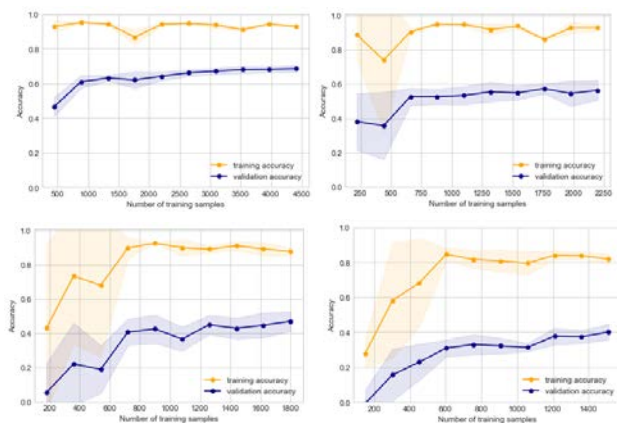 1.0
0.8
0.6
0.4
0.2
0.0
Accuracy
training accuracy
validation accuracy
500 1000 1500 2000 2500 3000 3500 4000 4500
Number of training samples
1.0
0.8
0.6
0.4
0.2
0.0
Accuracy
training accuracy
validation accuracy
250 500 750 1000 1250 1500 1750 2000 2250
Number of training samples
1.0
0.8
0.6
0.4
0.2
0.0
Accuracy
training accuracy
validation accuracy
200 400 600 800 1000 1200 1400 1600 1800
Number of training samples
1.0
0.8
0.6
0.4
0.2
0.0
Accuracy
training accuracy
validation accuracy
200 400 600 800 1000 1200 1400
Number of training samples